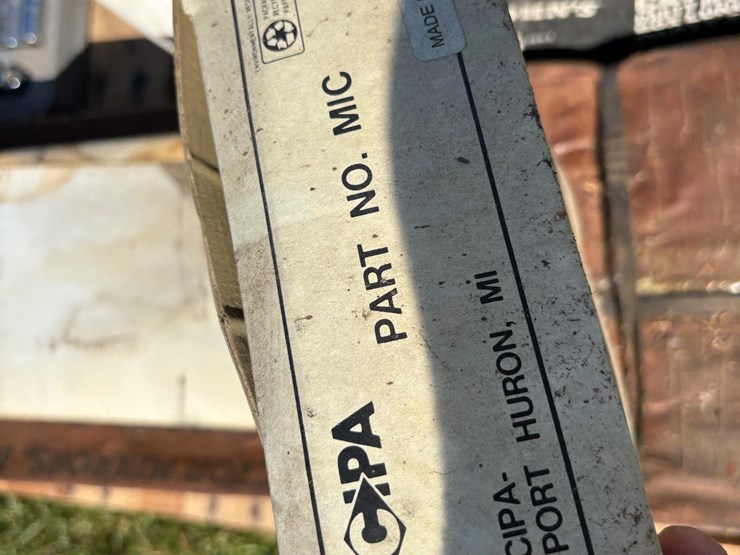 MADE
PART NO. MIC
CIPA
CIPA-
PORT HURON, MI